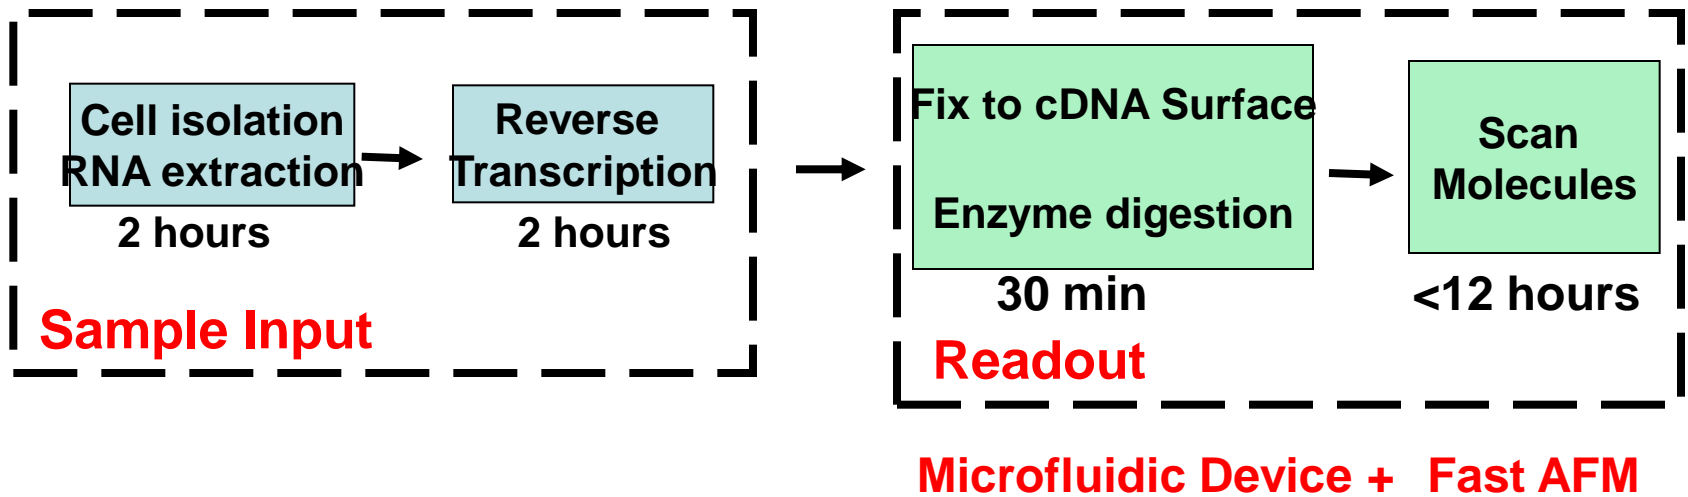 Cell isolation
RNA extraction
2 hours
Reverse
Transcription
2 hours
Sample Input
Fix to cDNA Surface
Enzyme digestion
30 min
Scan
Molecules
<12 hours
Readout
Microfluidic Device + Fast AFM